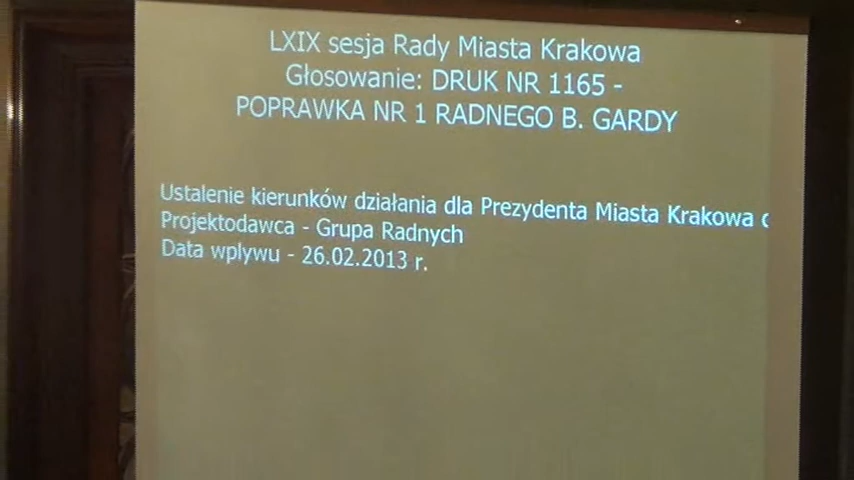 LXIX sesja Rady Miasta Krakowa
Głosowanie: DRUK NR 1165 -
POPRAWKA NR 1 RADNEGO B. GARDY
Ustalenie kierunków działania dla Prezydenta Miasta Krakowa
Projektodawca - Grupa Radnych
Data wpływu - 26.02.2013 r.